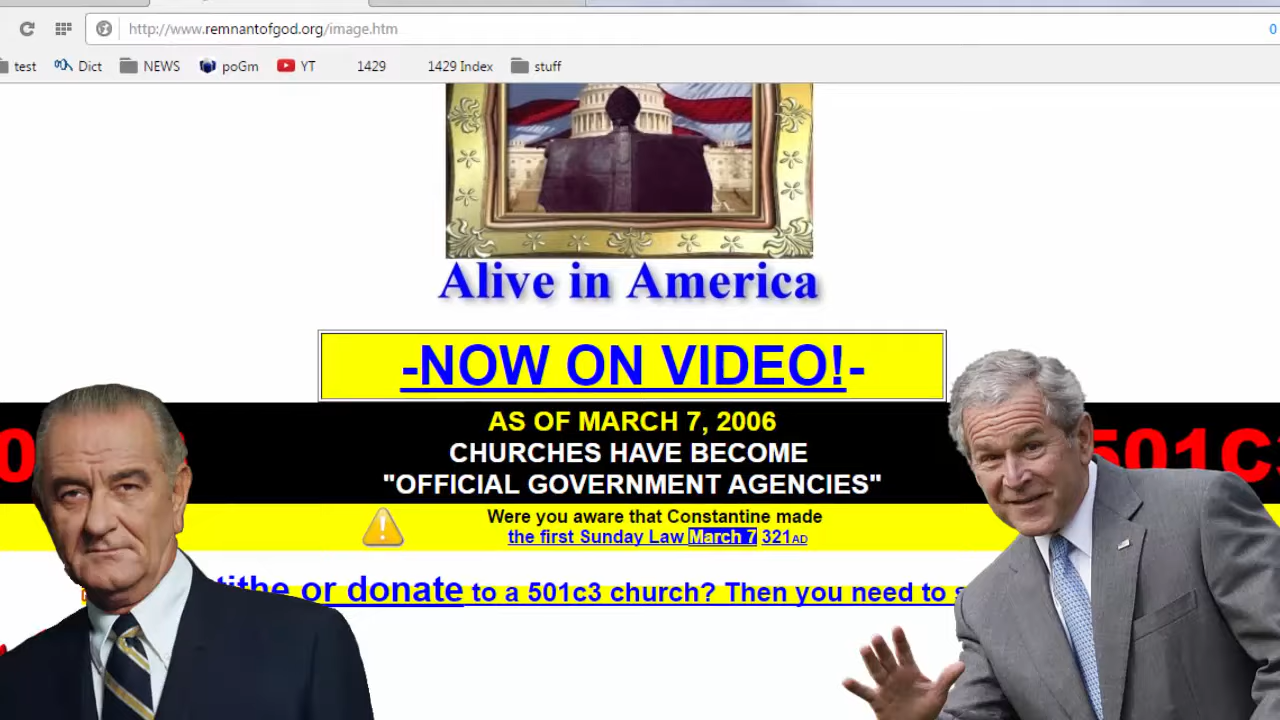 http://www.remnantofgod.org/image.htm
0
test Dict NEWS poGm YT 1429 1429 Index stuff
Alive in America
-NOW ON VIDEO!-
AS OF MARCH 7, 2006
CHURCHES HAVE BECOME
501c3
"OFFICIAL GOVERNMENT AGENCIES"
Were you aware that Constantine made
the first Sunday Law March 7 321AD
tithe or donate to a 501c3 church? Then you need to